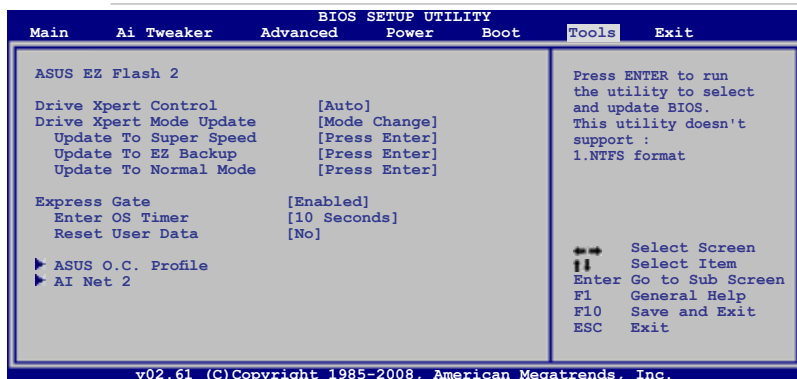 BIOS SETUP UTILITY
Main Ai Tweaker Advanced Power Boot Tools Exit
ASUS EZ Flash 2
Drive Xpert Control [Auto]
Drive Xpert Mode Update [Mode Change]
Update To Super Speed [Press Enter]
Update To EZ Backup [Press Enter]
Update To Normal Mode [Press Enter]
Express Gate [Enabled]
Enter OS Timer [10 Seconds]
Reset User Data [No]
ASUS O.C. Profile
AI Net 2
Press ENTER to run
the utility to select
and update BIOS.
This utility doesn't
support :
1.NTFS format
Select Screen
Select Item
Enter Go to Sub Screen
F1 General Help
F10 Save and Exit
ESC Exit
v02.61 (C)Copyright 1985-2008, American Megatrends, Inc.